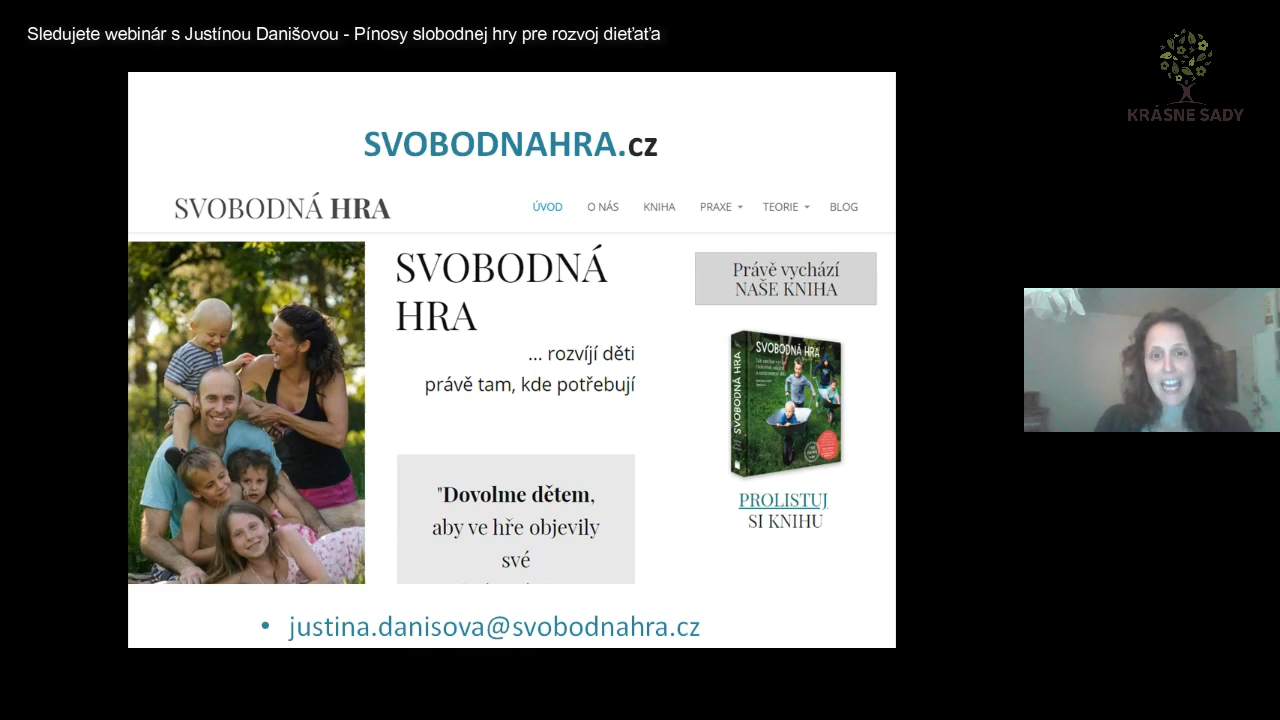 Sledujete webinár s Justínou Danišovou - Pínosy slobodnej hry pre rozvoj dieťaťa
KRÁSNE SADY
SVOBODNAHRA.cz
SVOBODNÁ HRA
ÚVOD O NÁS KNIHA PRAXE TEORIE BLOG
SVOBODNÁ
HRA
... rozvíjí děti
právě tam, kde potřebují
"Dovolme dětem,
aby ve hře objevily
své
Právě vychází
NAŠE KNIHA
SVOBODNÁ HRA
SVOBODNÁ HRA
PROLISTUJ
SI KNIHU
• justina.danisova@svobodnahra.cz